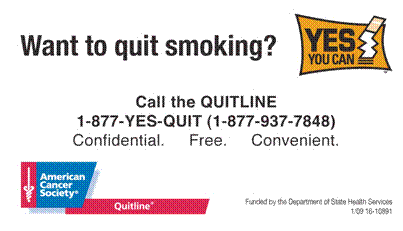 Want to quit smoking?
YES
YOU CAN
Call the QUITLINE
1-877-YES-QUIT (1-877-937-7848)
Confidential. Free. Convenient.
American
Cancer
Society®
Quitline®
Funded by the Department of State Health Services
1/09 16-10891